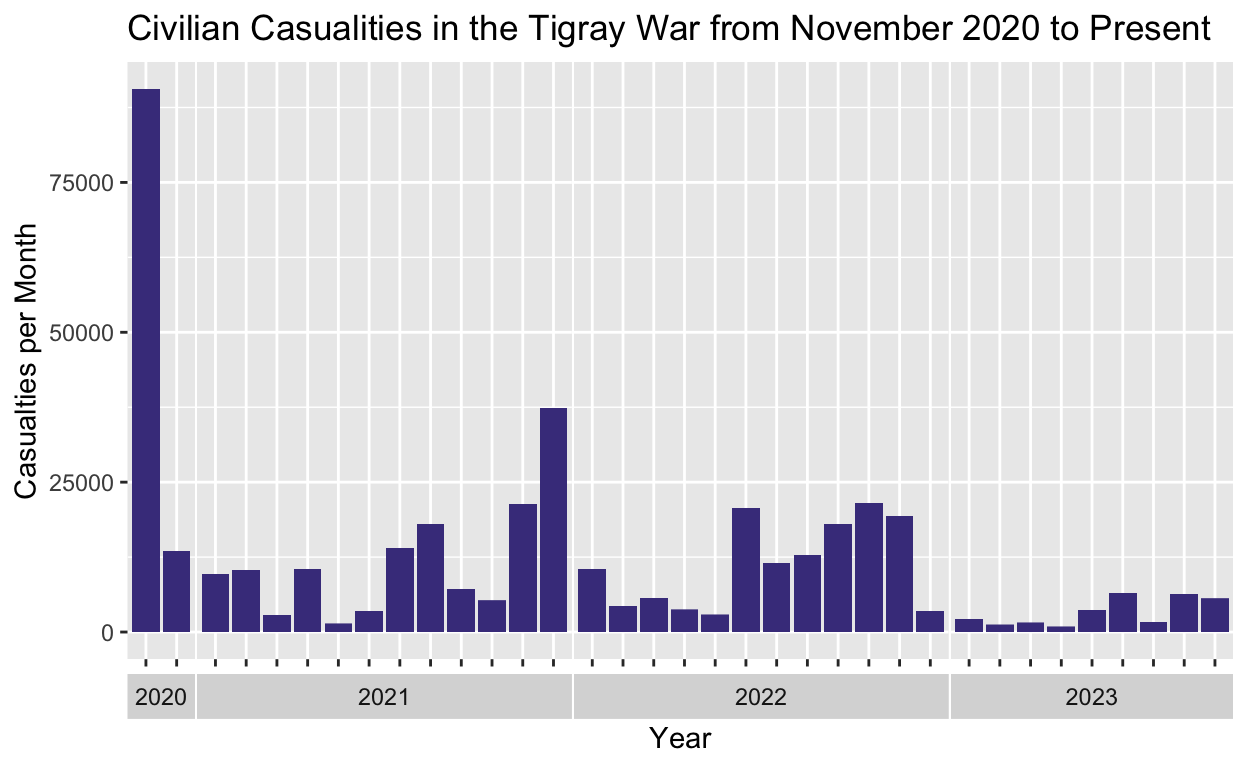 Civilian Casualities in the Tigray War from November 2020 to Present
Casualties per Month
75000
50000
25000
0
2020 2021 2022 2023
Year